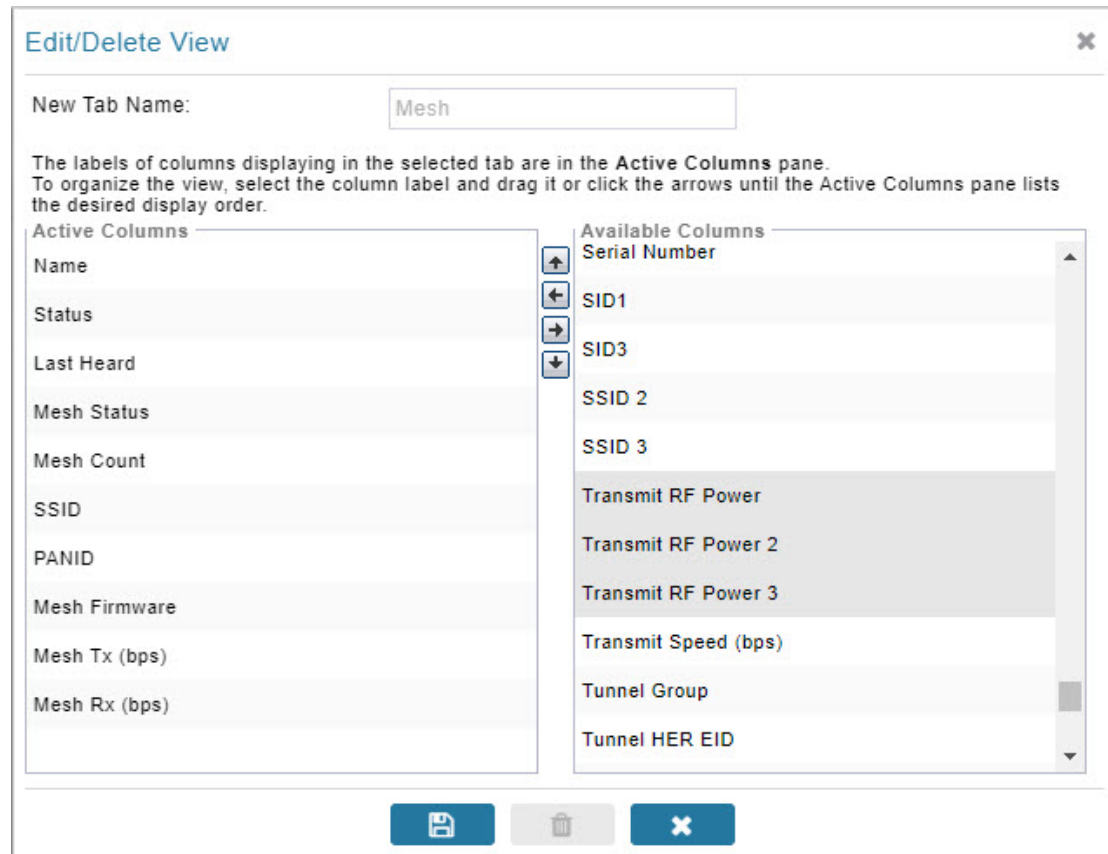 Edit/Delete View
New Tab Name:
Mesh
The labels of columns displaying in the selected tab are in the Active Columns pane.
To organize the view, select the column label and drag it or click the arrows until the Active Columns pane lists
the desired display order.
Active Columns
Name
Status
Last Heard
Mesh Status
Mesh Count
SSID
PANID
Mesh Firmware
Mesh Tx (bps)
Mesh Rx (bps)
Available Columns
Serial Number
SID1
SID3
SSID 2
SSID 3
Transmit RF Power
Transmit RF Power 2
Transmit RF Power 3
Transmit Speed (bps)
Tunnel Group
Tunnel HER EID